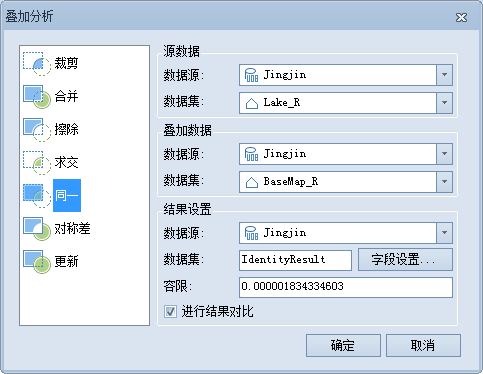 叠加分析
裁剪
合并
擦除
求交
同一
对称差
更新
源数据
数据源: Jingjin
数据集: Lake_R
叠加数据
数据源: Jingjin
数据集: BaseMap_R
结果设置
数据源: Jingjin
数据集: IdentityResult 字段设置...
容限: 0.000001834334603
进行结果对比
确定 取消